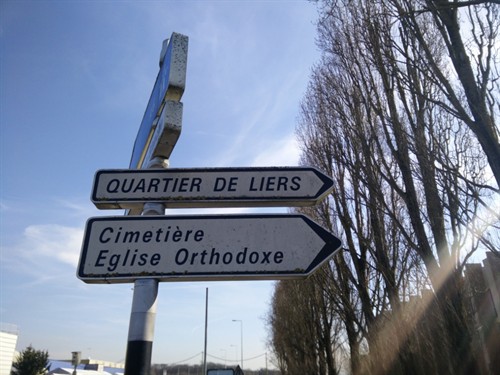 QUARTIER DE LIERS
Cimetière
Eglise Orthodoxe